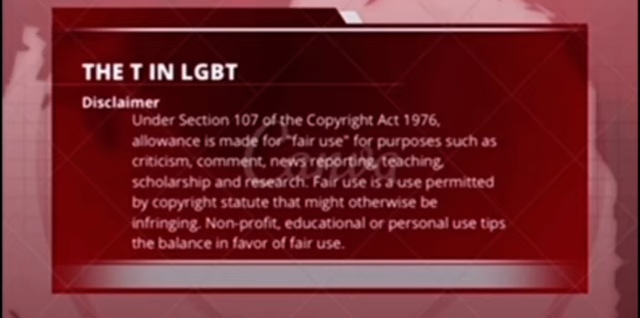 THE T IN LGBT
Disclaimer
Under Section 107 of the Copyright Act 1976,
allowance is made for "fair use" for purposes such as
criticism, comment, news reporting, teaching,
scholarship and research. Fair use is a use permitted
by copyright statute that might otherwise be
infringing. Non-profit, educational or personal use tips
the balance in favor of fair use.
Canva